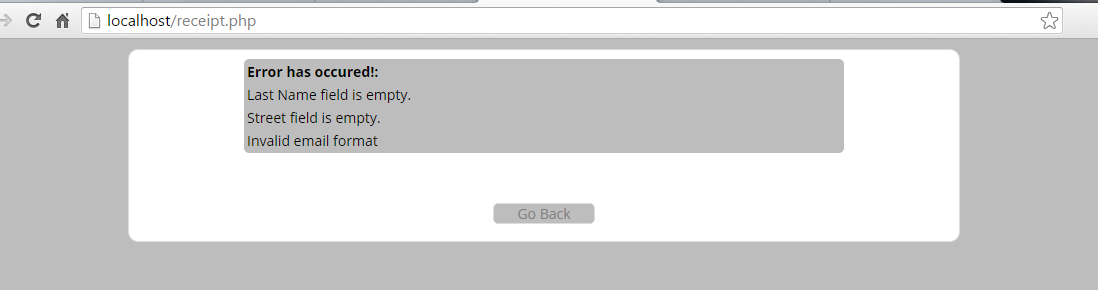 localhost/receipt.php
Error has occured!:
Last Name field is empty.
Street field is empty.
Invalid email format
Go Back